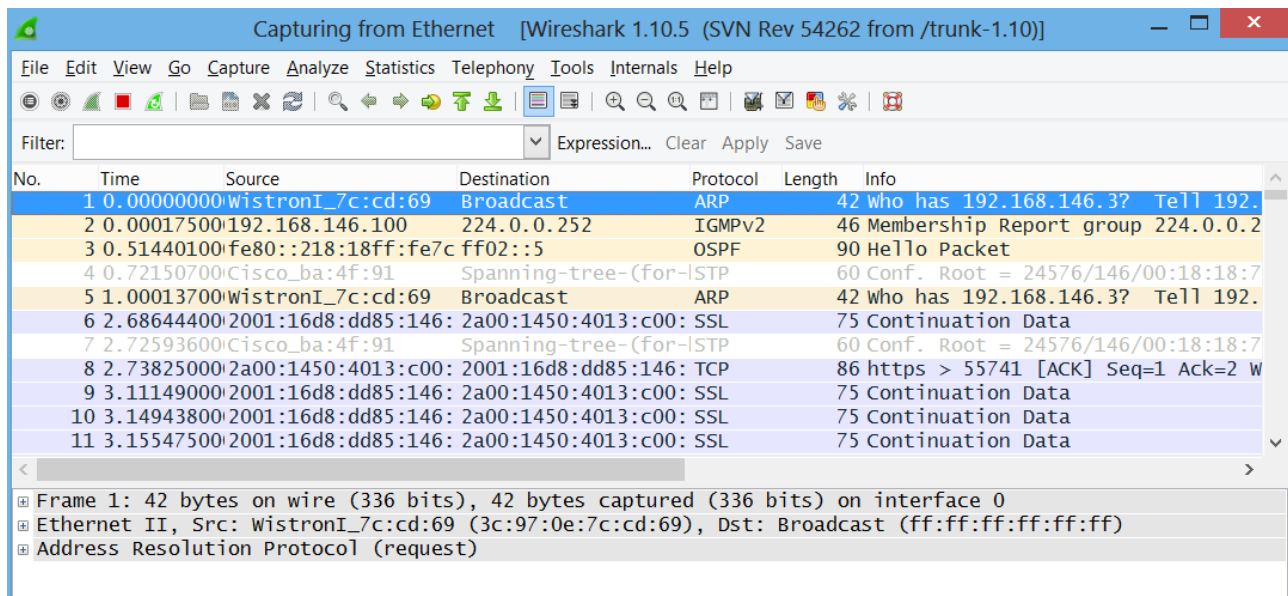 Capturing from Ethernet [Wireshark 1.10.5 (SVN Rev 54262 from /trunk-1.10)]
File Edit View Go Capture Analyze Statistics Telephony Tools Internals Help
Filter: Expression... Clear Apply Save
No. Time Source Destination Protocol Length Info
1 0.00000000 WistronI_7c:cd:69 Broadcast ARP 42 Who has 192.168.146.3? Tell 192.
2 0.00017500 192.168.146.100 224.0.0.252 IGMPv2 46 Membership Report group 224.0.0.2
3 0.51440100 fe80::218:18ff:fe7c ff02::5 OSPF 90 Hello Packet
4 0.72150700 Cisco_ba:4f:91 Spanning-tree-(for- STP 60 Conf. Root = 24576/146/00:18:18:7
5 1.00013700 WistronI_7c:cd:69 Broadcast ARP 42 Who has 192.168.146.3? Tell 192.
6 2.68644400 2001:16d8:dd85:146: 2a00:1450:4013:c00: SSL 75 Continuation Data
7 2.72593600 Cisco_ba:4f:91 Spanning-tree-(for- STP 60 Conf. Root = 24576/146/00:18:18:7
8 2.73825000 2a00:1450:4013:c00: 2001:16d8:dd85:146: TCP 86 https > 55741 [ACK] Seq=1 Ack=2 W
9 3.11149000 2001:16d8:dd85:146: 2a00:1450:4013:c00: SSL 75 Continuation Data
10 3.14943800 2001:16d8:dd85:146: 2a00:1450:4013:c00: SSL 75 Continuation Data
11 3.15547500 2001:16d8:dd85:146: 2a00:1450:4013:c00: SSL 75 Continuation Data
Frame 1: 42 bytes on wire (336 bits), 42 bytes captured (336 bits) on interface 0
Ethernet II, Src: WistronI_7c:cd:69 (3c:97:0e:7c:cd:69), Dst: Broadcast (ff:ff:ff:ff:ff:ff)
Address Resolution Protocol (request)